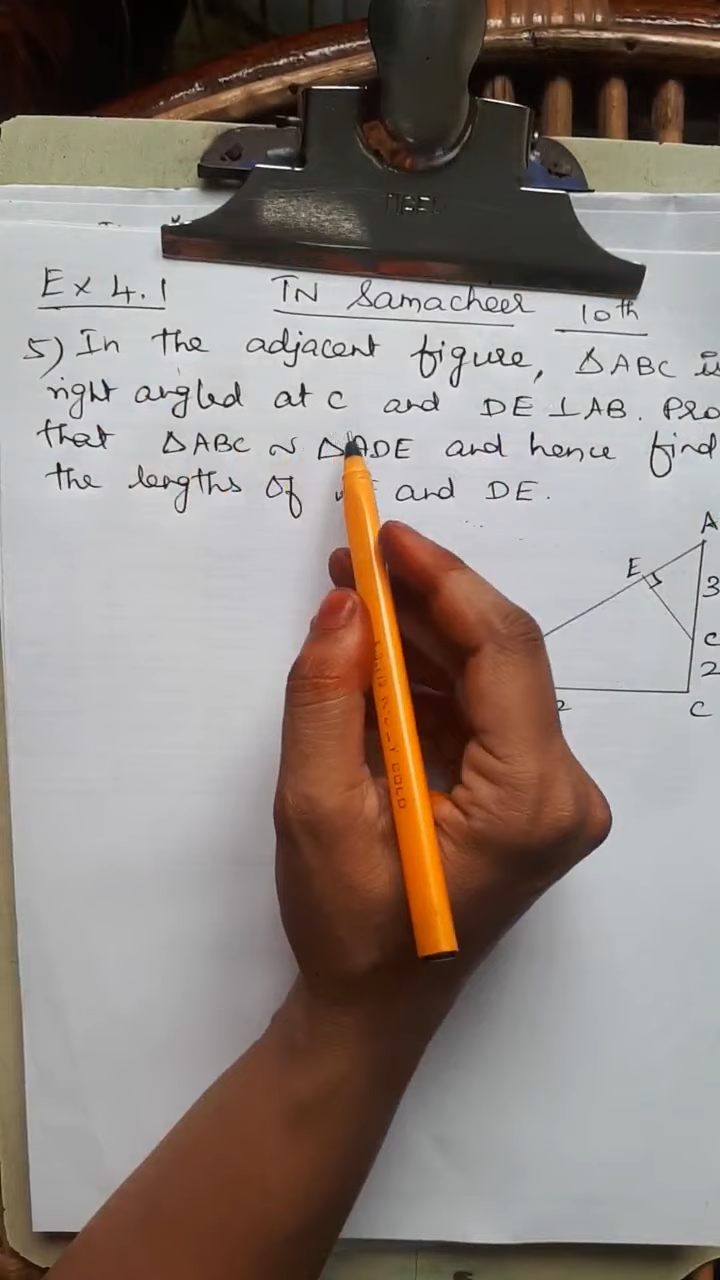 Ex 4.1 TN Samacheer 10th
5) In the adjacent figure, ΔABC is
right angled at C and DE ⊥ AB. Pro
that ΔABC ~ ΔADE and hence find
the lengths of and DE.
A
E
3
C
2
C